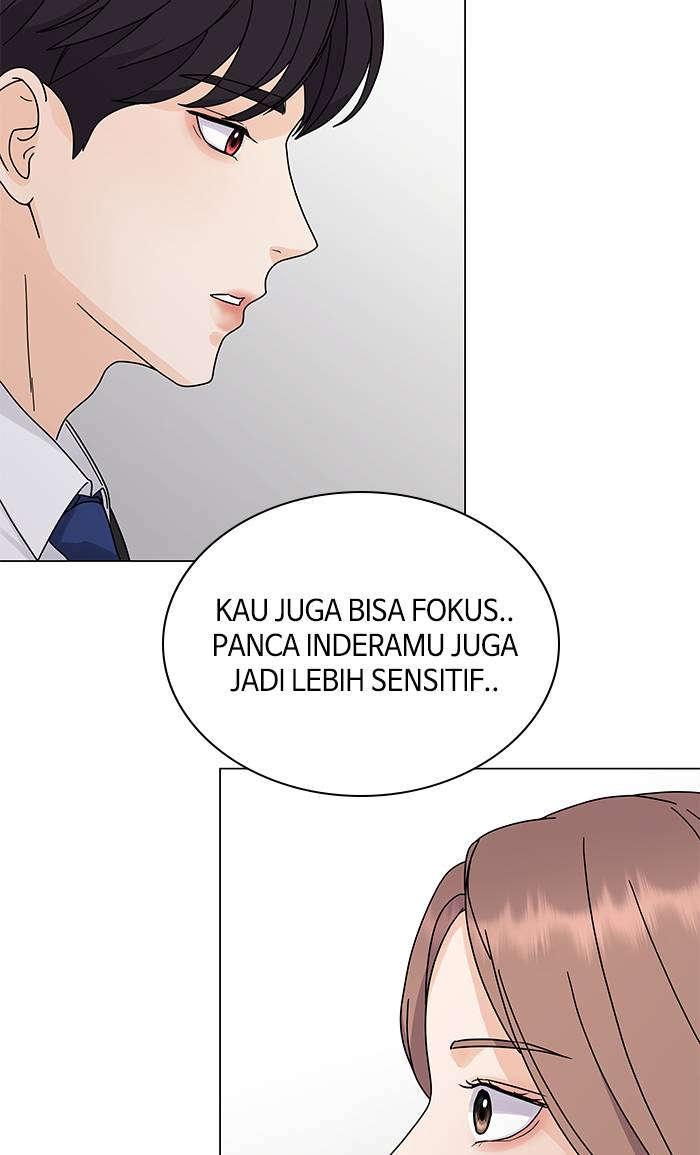 KAU JUGA BISA FOKUS..
PANCA INDERAMU JUGA
JADI LEBIH SENSITIF..